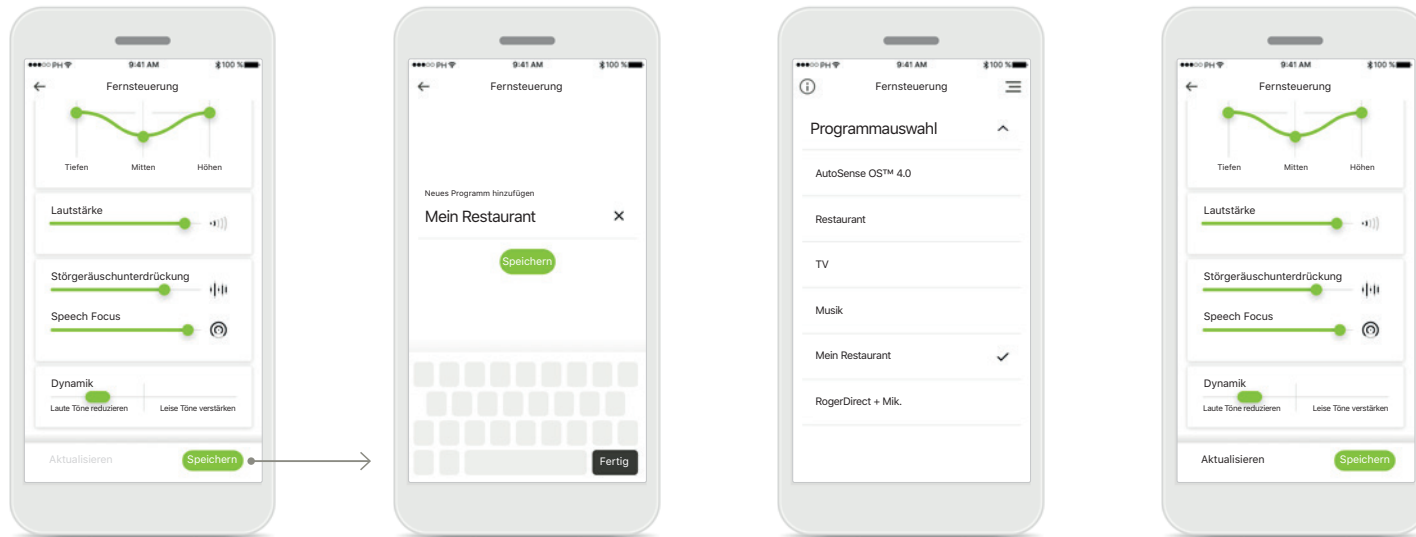 PH 9:41 AM 100 %
Fernsteuerung
Tiefen Mitten Höhen
Lautstärke
Störgeräuschunterdrückung
Speech Focus
Dynamik
Laute Töne reduzieren Leise Töne verstärken
Aktualisieren Speichern
PH 9:41 AM 100 %
Fernsteuerung
Neues Programm hinzufügen
Mein Restaurant
Speichern
Fertig
PH 9:41 AM 100 %
Fernsteuerung
Programmauswahl
AutoSense OS™ 4.0
Restaurant
TV
Musik
Mein Restaurant
RogerDirect + Mik.
PH 9:41 AM 100 %
Fernsteuerung
Tiefen Mitten Höhen
Lautstärke
Störgeräuschunterdrückung
Speech Focus
Dynamik
Laute Töne reduzieren Leise Töne verstärken
Aktualisieren Speichern